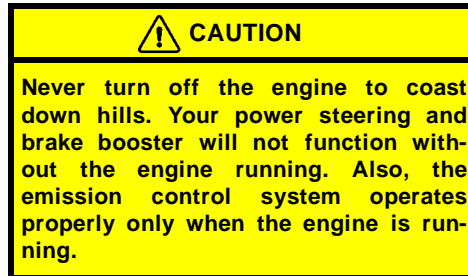 CAUTION
Never turn off the engine to coast
down hills. Your power steering and
brake booster will not function with-
out the engine running. Also, the
emission control system operates
properly only when the engine is run-
ning.